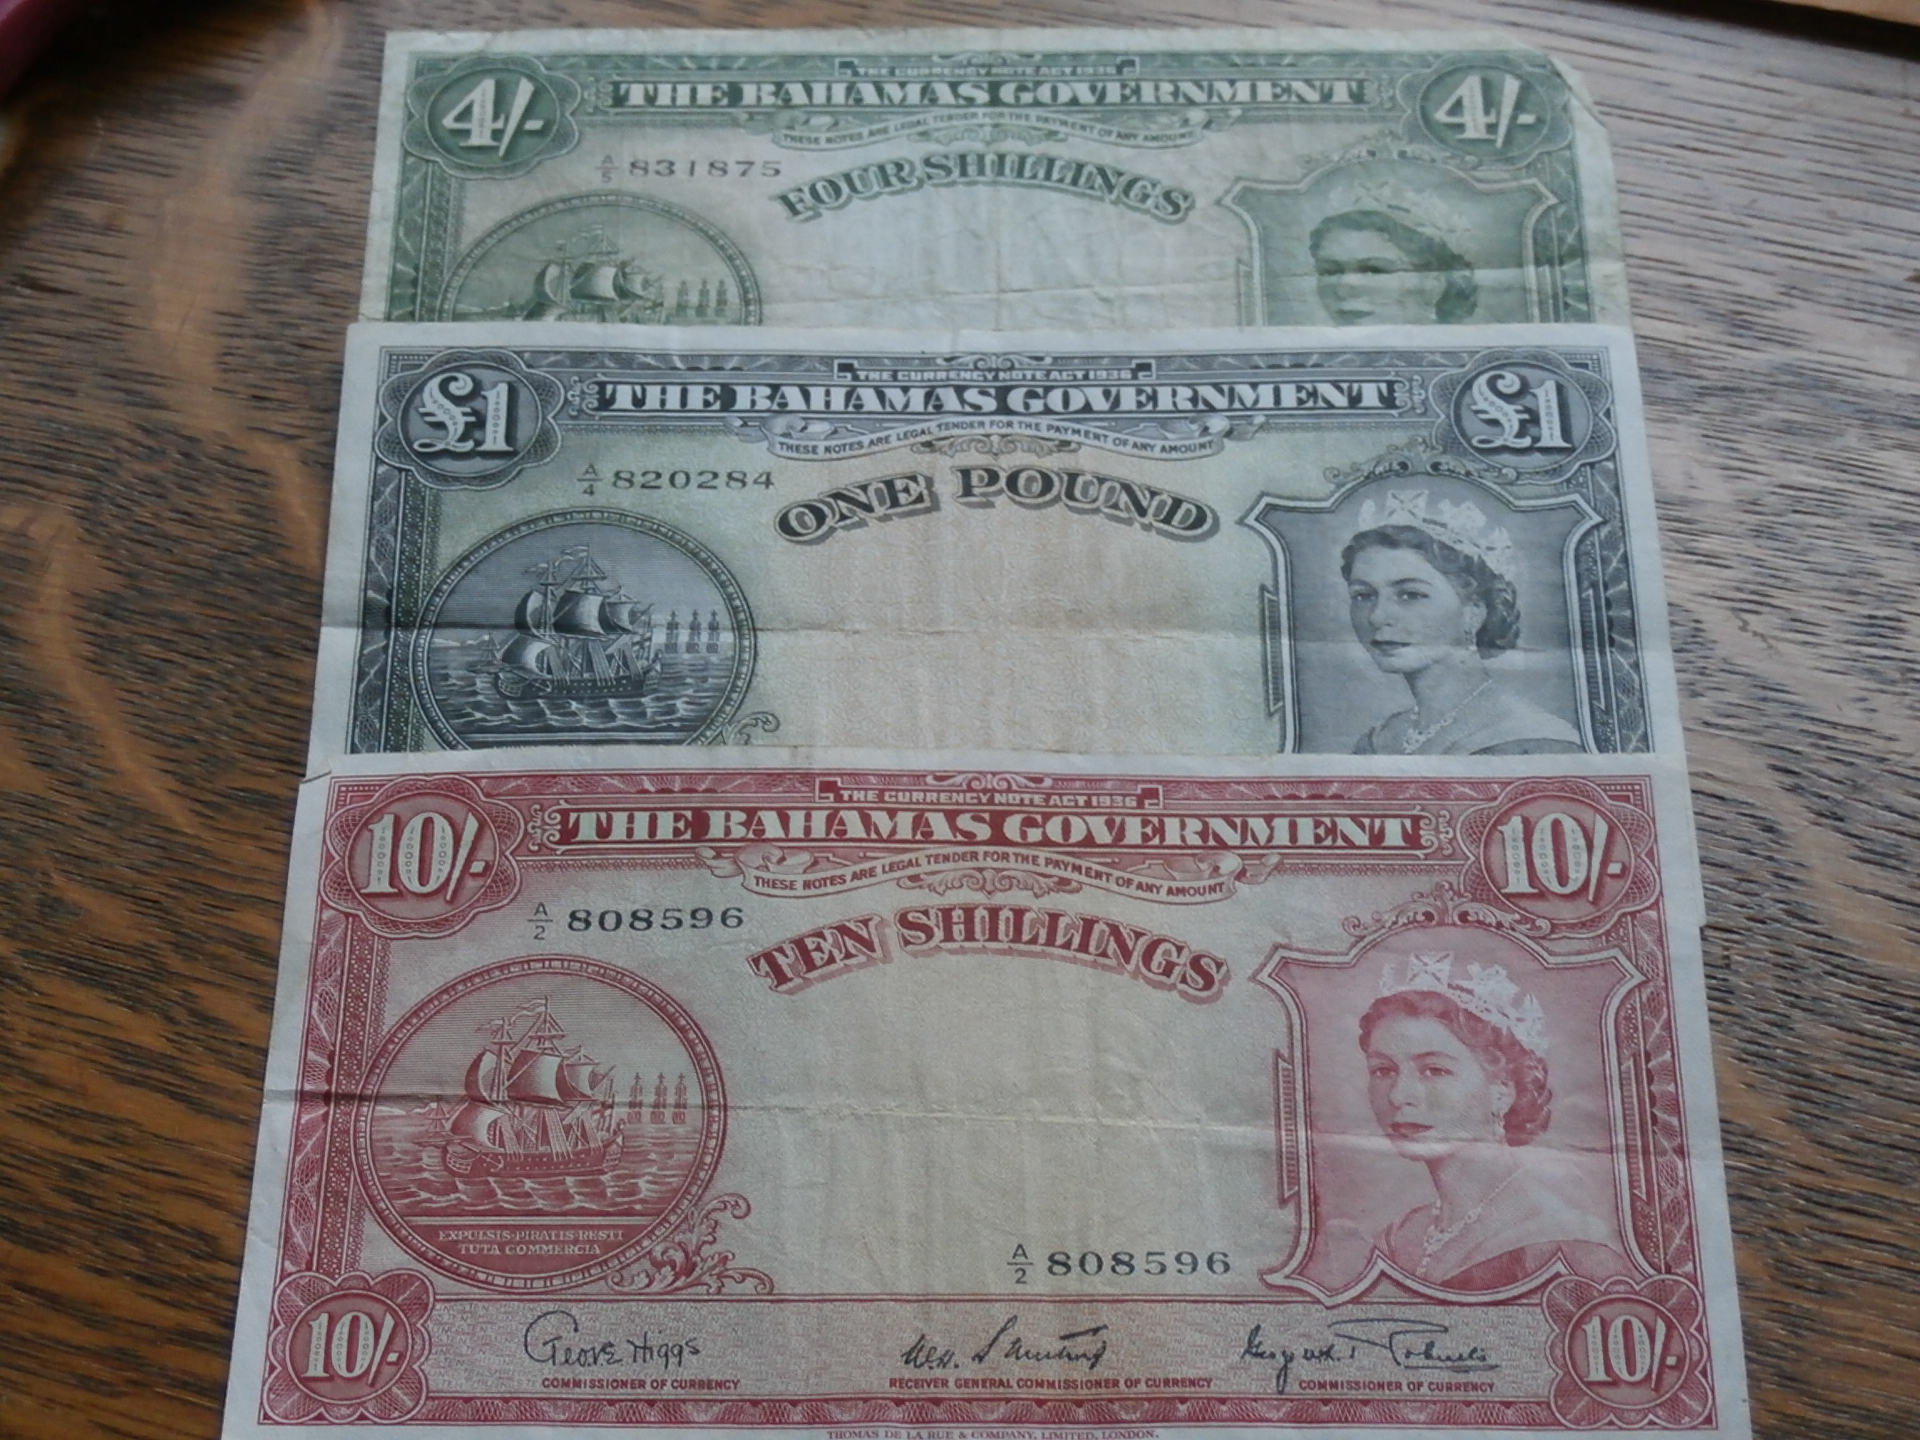 THE CURRENCY NOTE ACT 1936
4/- THE BAHAMAS GOVERNMENT 4/-
THESE NOTES ARE LEGAL TENDER FOR THE PAYMENT OF ANY AMOUNT
A/5 831875
FOUR SHILLINGS
THE CURRENCY NOTE ACT 1936
£1 THE BAHAMAS GOVERNMENT £1
THESE NOTES ARE LEGAL TENDER FOR THE PAYMENT OF ANY AMOUNT
A/4 820284
ONE POUND
THE CURRENCY NOTE ACT 1936
10/- THE BAHAMAS GOVERNMENT 10/-
THESE NOTES ARE LEGAL TENDER FOR THE PAYMENT OF ANY AMOUNT
A/2 808596
TEN SHILLINGS
EXPULSIS·PIRATIS·RESTI
TUTA COMMERCIA
A/2 808596
10/- George Higgs 10/-
COMMISSIONER OF CURRENCY RECEIVER GENERAL COMMISSIONER OF CURRENCY COMMISSIONER OF CURRENCY
THOMAS DE LA RUE & COMPANY, LIMITED, LONDON.